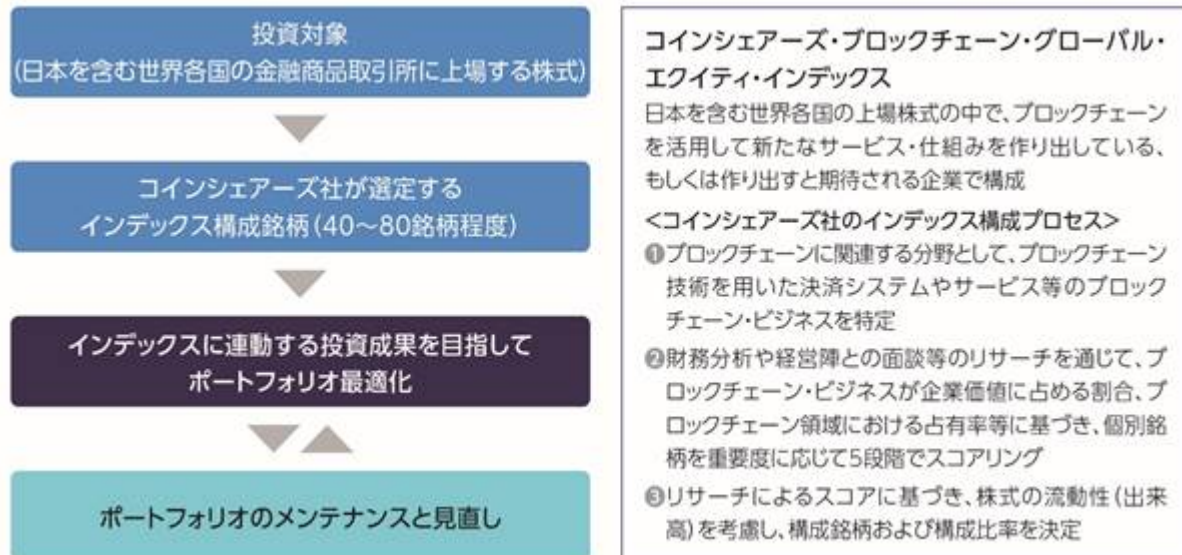 投資対象
(日本を含む世界各国の金融商品取引所に上場する株式)
コインシェアーズ社が選定する
インデックス構成銘柄(40〜80銘柄程度)
インデックスに連動する投資成果を目指して
ポートフォリオ最適化
ポートフォリオのメンテナンスと見直し
コインシェアーズ・ブロックチェーン・グローバル・
エクイティ・インデックス
日本を含む世界各国の上場株式の中で、ブロックチェーン
を活用して新たなサービス・仕組みを作り出している、
もしくは作り出すと期待される企業で構成
<コインシェアーズ社のインデックス構成プロセス>
❶ブロックチェーンに関連する分野として、ブロックチェーン
技術を用いた決済システムやサービス等のブロック
チェーン・ビジネスを特定
❷財務分析や経営陣との面談等のリサーチを通じて、ブ
ロックチェーン・ビジネスが企業価値に占める割合、ブ
ロックチェーン領域における占有率等に基づき、個別銘
柄を重要度に応じて5段階でスコアリング
❸リサーチによるスコアに基づき、株式の流動性(出来
高)を考慮し、構成銘柄および構成比率を決定